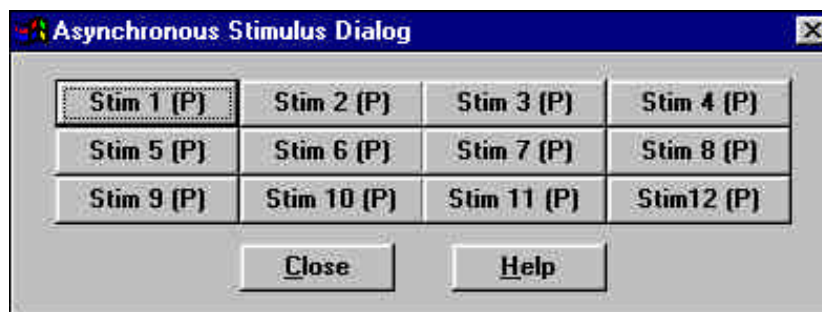 Asynchronous Stimulus Dialog
Stim 1 (P) Stim 2 (P) Stim 3 (P) Stim 4 (P)
Stim 5 (P) Stim 6 (P) Stim 7 (P) Stim 8 (P)
Stim 9 (P) Stim 10 (P) Stim 11 (P) Stim12 (P)
Close Help